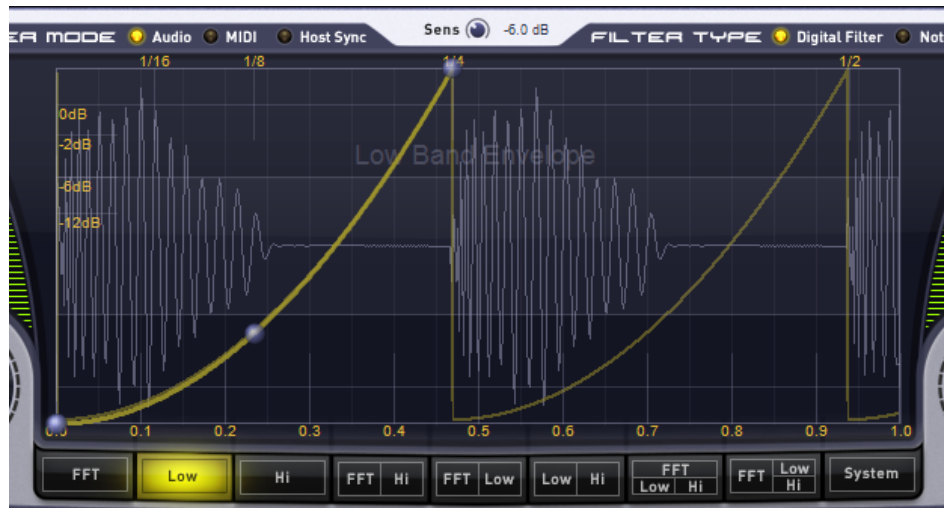 ER MODE Audio MIDI Host Sync Sens -6.0 dB FILTER TYPE Digital Filter Not
1/16 1/8 1/4 1/2
0dB
-2dB
Low Band Envelope
-6dB
-12dB
0.0 0.1 0.2 0.3 0.4 0.5 0.6 0.7 0.8 0.9 1.0
FFT Low Hi FFT Hi FFT Low Low Hi FFT Low Hi FFT Low Hi System